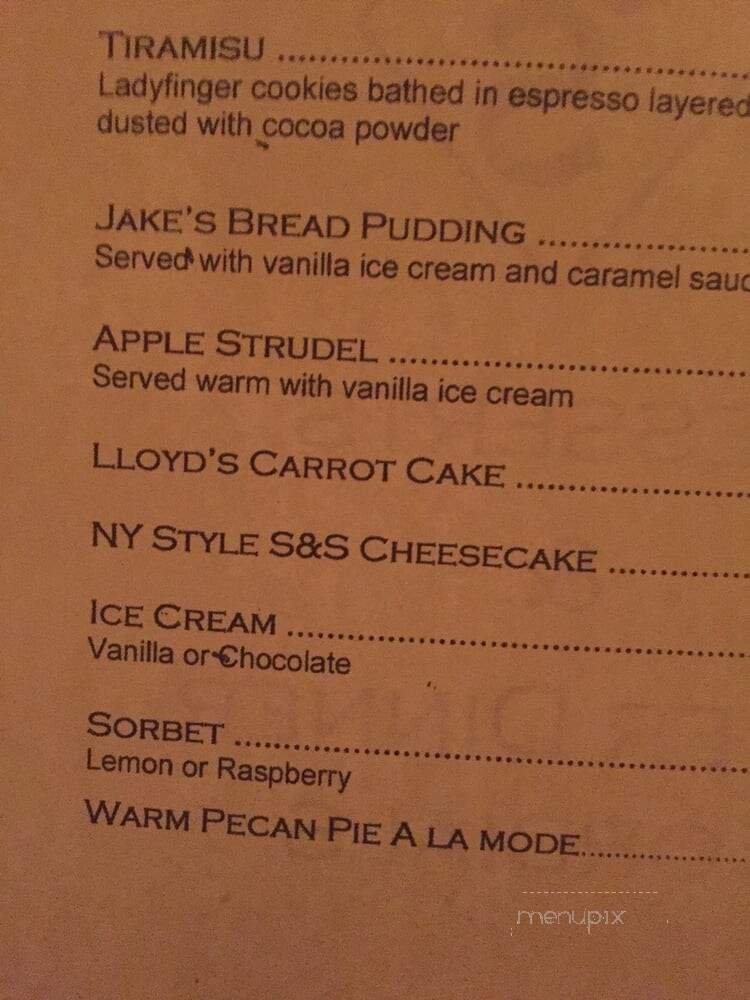 TIRAMISU ........................
Ladyfinger cookies bathed in espresso layered
dusted with cocoa powder
JAKE'S BREAD PUDDING ........................
Served with vanilla ice cream and caramel sauc
APPLE STRUDEL ........................
Served warm with vanilla ice cream
LLOYD'S CARROT CAKE ........................
NY STYLE S&S CHEESECAKE ................
ICE CREAM ........................
Vanilla or Chocolate
SORBET ........................
Lemon or Raspberry
WARM PECAN PIE A LA MODE........................
menupix